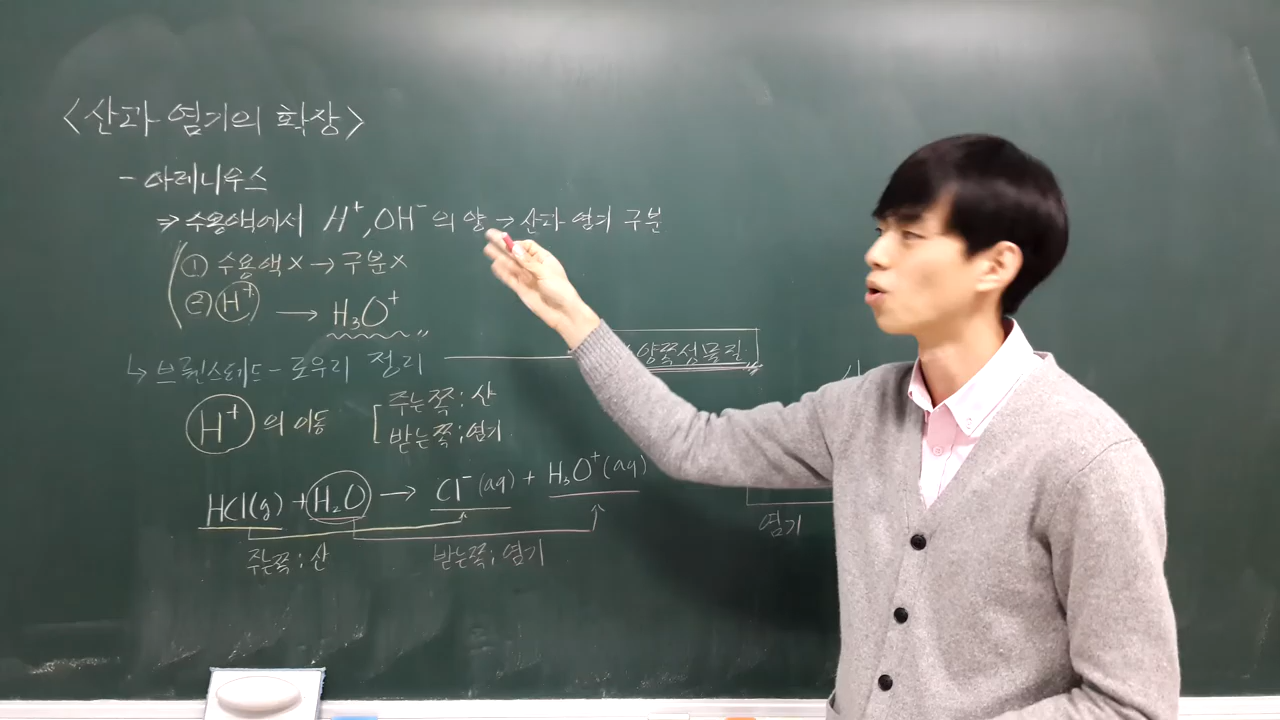 <산과 염기의 확장>
- 아레니우스
⇒ 수용액에서 H⁺, OH⁻의 양 → 산과 염기 구분
① 수용액 X → 구분 X
② H⁺ → H₃O⁺
↳ 브뢴스테드-로우리 정리
양쪽성물질
H⁺의 이동
주는쪽 : 산
받는쪽 ; 염기
HCl(g) + H₂O → Cl⁻(aq) + H₃O⁺(aq)
주는쪽 ; 산
받는쪽 ; 염기
염기